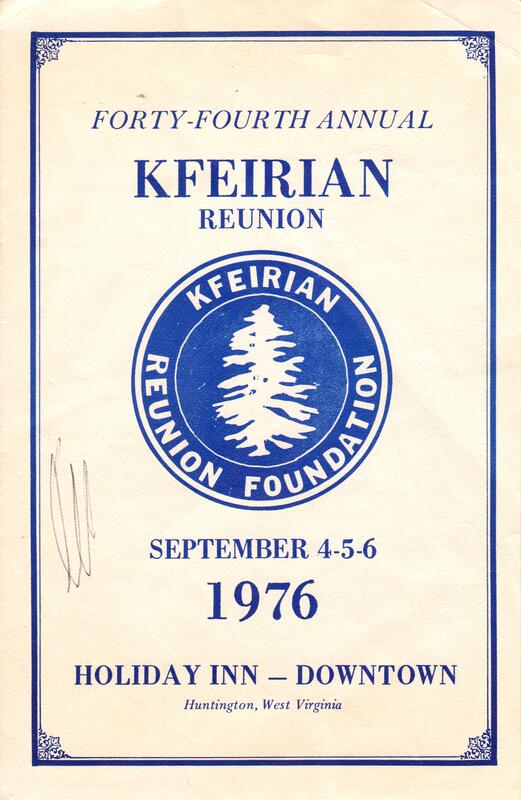 FORTY-FOURTH ANNUAL
KFEIRIAN
REUNION
KFEIRIAN
REUNION FOUNDATION
SEPTEMBER 4-5-6
1976
HOLIDAY INN – DOWNTOWN
Huntington, West Virginia